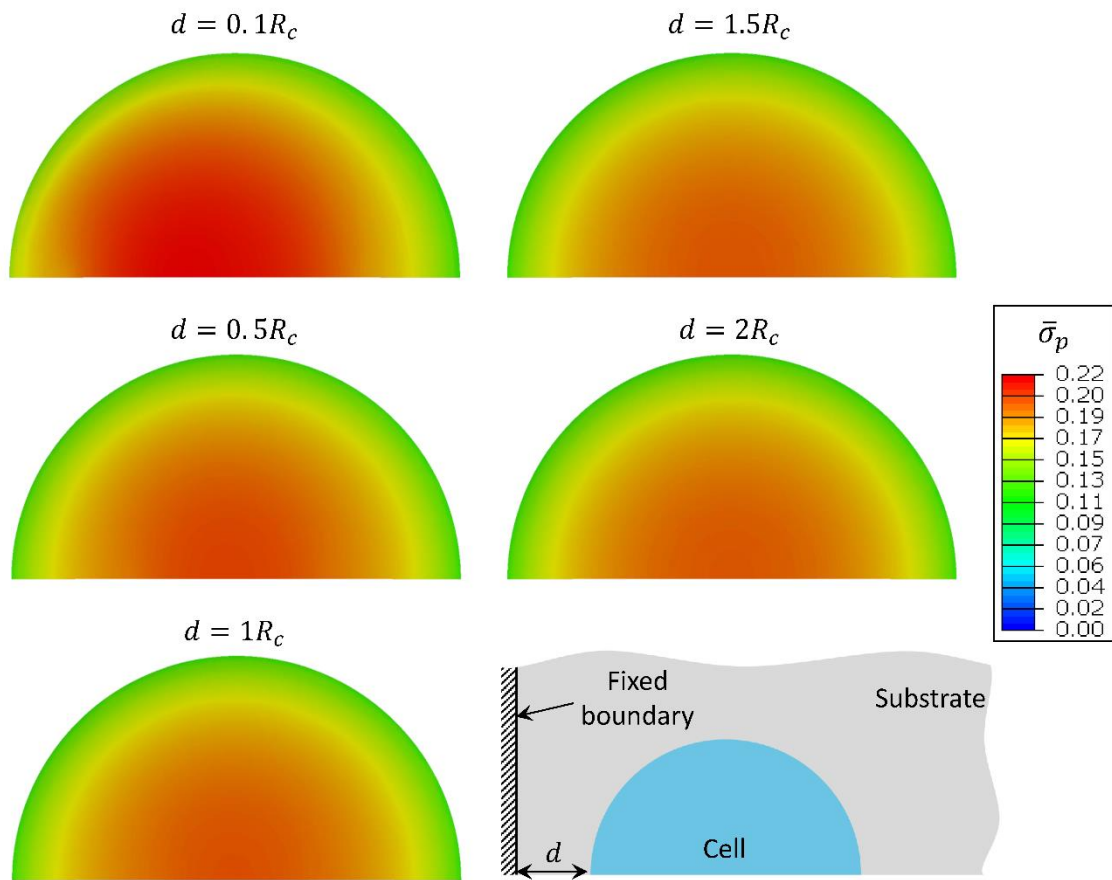 d = 0.1R_c
d = 1.5R_c
d = 0.5R_c
d = 2R_c
d = 1R_c
σ̄_p
0.22
0.20
0.19
0.17
0.15
0.13
0.11
0.09
0.07
0.06
0.04
0.02
0.00
Fixed
boundary
Substrate
d
Cell